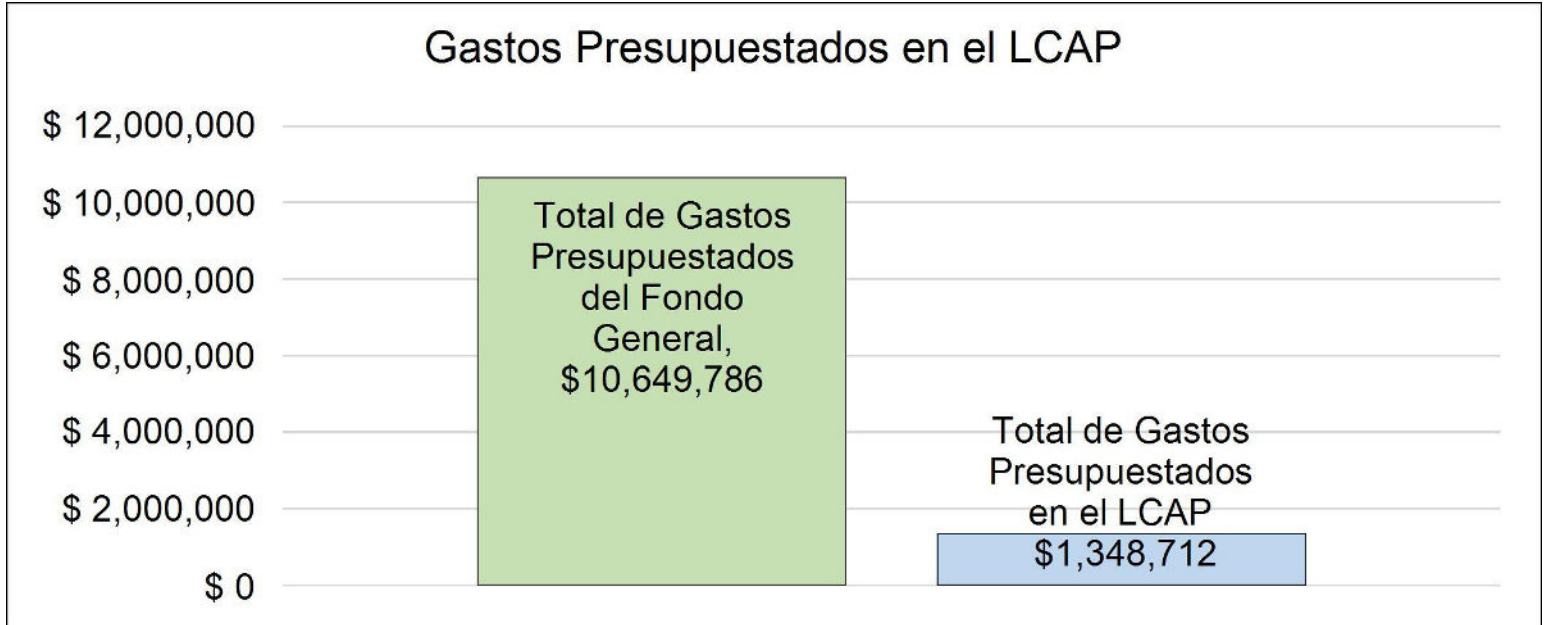 Gastos Presupuestados en el LCAP
$ 12,000,000
$ 10,000,000
$ 8,000,000
$ 6,000,000
$ 4,000,000
$ 2,000,000
$ 0
Total de Gastos
Presupuestados
del Fondo
General,
$10,649,786
Total de Gastos
Presupuestados
en el LCAP
$1,348,712